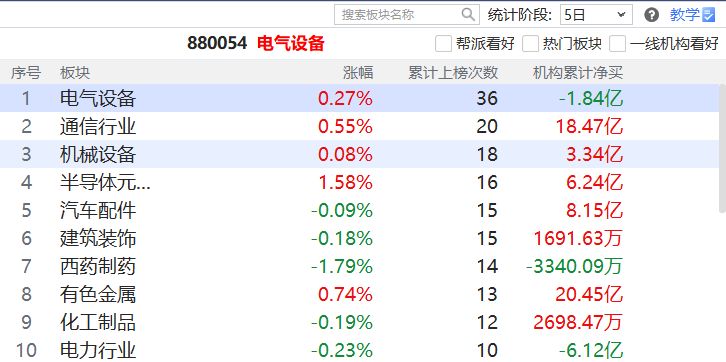 搜索板块名称 统计阶段: 5日 ? 教学
880054 电气设备
帮派看好 热门板块 一线机构看好
序号 板块 涨幅 累计上榜次数 机构累计净买
1 电气设备 0.27% 36 -1.84亿
2 通信行业 0.55% 20 18.47亿
3 机械设备 0.08% 18 3.34亿
4 半导体元... 1.58% 16 6.24亿
5 汽车配件 -0.09% 15 8.15亿
6 建筑装饰 -0.18% 15 1691.63万
7 西药制药 -1.79% 14 -3340.09万
8 有色金属 0.74% 13 20.45亿
9 化工制品 -0.19% 12 2698.47万
10 电力行业 -0.23% 10 -6.12亿